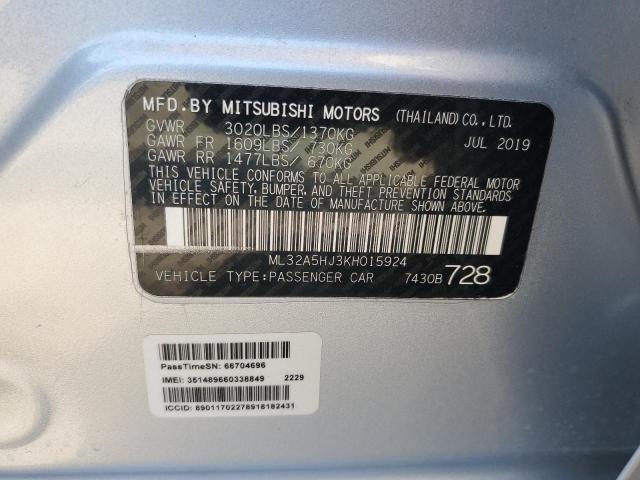 MFD.BY MITSUBISHI MOTORS (THAILAND)CO.,LTD.
GVWR 3020LBS/1370KG JUL 2019
GAWR FR 1609LBS/ 730KG
GAWR RR 1477LBS/ 670KG
THIS VEHICLE CONFORMS TO ALL APPLICABLE FEDERAL MOTOR
VEHICLE SAFETY, BUMPER, AND THEFT PREVENTION STANDARDS
IN EFFECT ON THE DATE OF MANUFACTURE SHOWN ABOVE.
ML32A5HJ3KH015924
VEHICLE TYPE:PASSENGER CAR 7430B 728
PassTimeSN: 66704696
IMEI: 351489660338849 2229
ICCID: 89011702278918182431